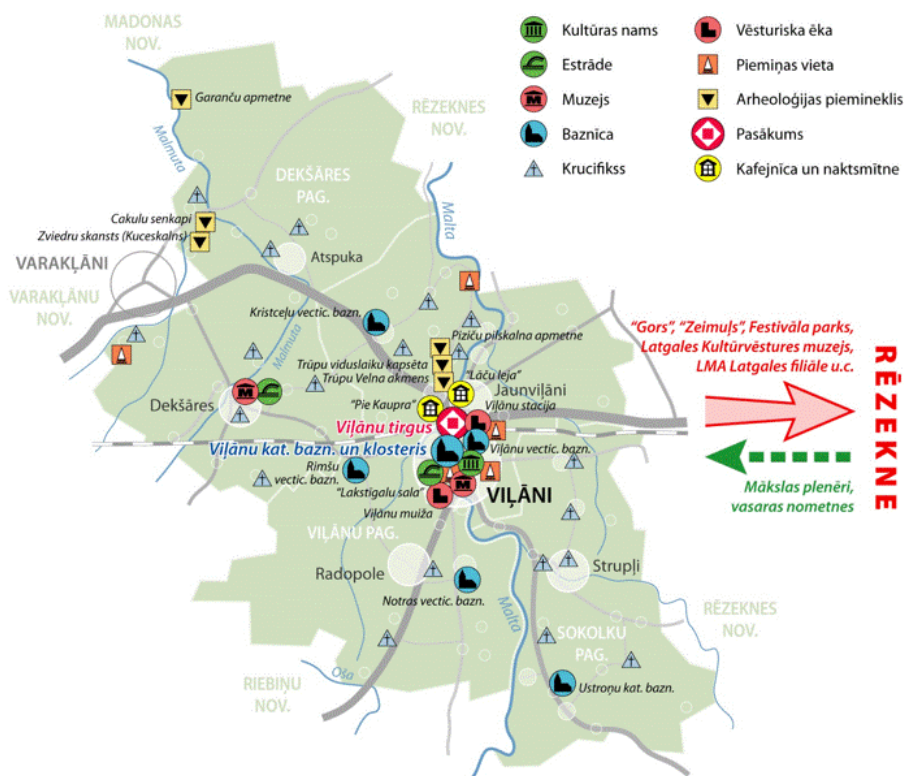 MADONAS
NOV.
Kultūras nams
Estrāde
Muzejs
Baznīca
Krucifikss
Vēsturiska ēka
Piemiņas vieta
Arheoloģijas piemineklis
Pasākums
Kafejnīca un naktsmītne
Garanču apmetne
RĒZEKNES
NOV.
Malmuta
DEKŠĀRES
PAG.
Malta
Cakulu senkapi
Zviedru skansts (Kuceskalns)
Atspuka
VARAKĻĀNI
VARAKĻĀNU
NOV.
Kristceļu vectic. bazn.
Malmuta
Piziču pilskalna apmetne
Trūpu viduslaiku kapsēta
Trūpu Velna akmens
"Lāču leja"
Jaunviļāni
Dekšāres
"Pie Kaupra"
Viļānu stacija
Viļānu tirgus
Viļānu kat. bazn. un klosteris
Viļānu vectic. bazn.
Rimšu
vectic. bazn.
"Lakstīgalu sala"
VIĻĀNI
Viļānu muiža
VIĻĀNU PAG.
Radopole
Strupļi
Notras vectic. bazn.
Malta
SOKOLKU
PAG.
RĒZEKNES
NOV.
Oša
RIEBIŅU
NOV.
Ustroņu kat. bazn.
"Gors", "Zeimuļs", Festivāla parks,
Latgales Kultūrvēstures muzejs,
LMA Latgales filiāle u.c.
RĒZEKNE
Mākslas plenēri,
vasaras nometnes